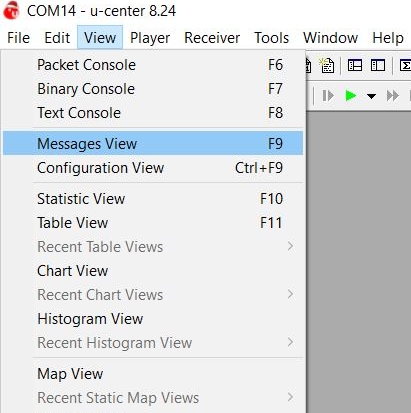 COM14 - u-center 8.24
File Edit View Player Receiver Tools Window Help
Packet Console F6
Binary Console F7
Text Console F8
Messages View F9
Configuration View Ctrl+F9
Statistic View F10
Table View F11
Recent Table Views
Chart View
Recent Chart Views
Histogram View
Recent Histogram View
Map View
Recent Static Map Views